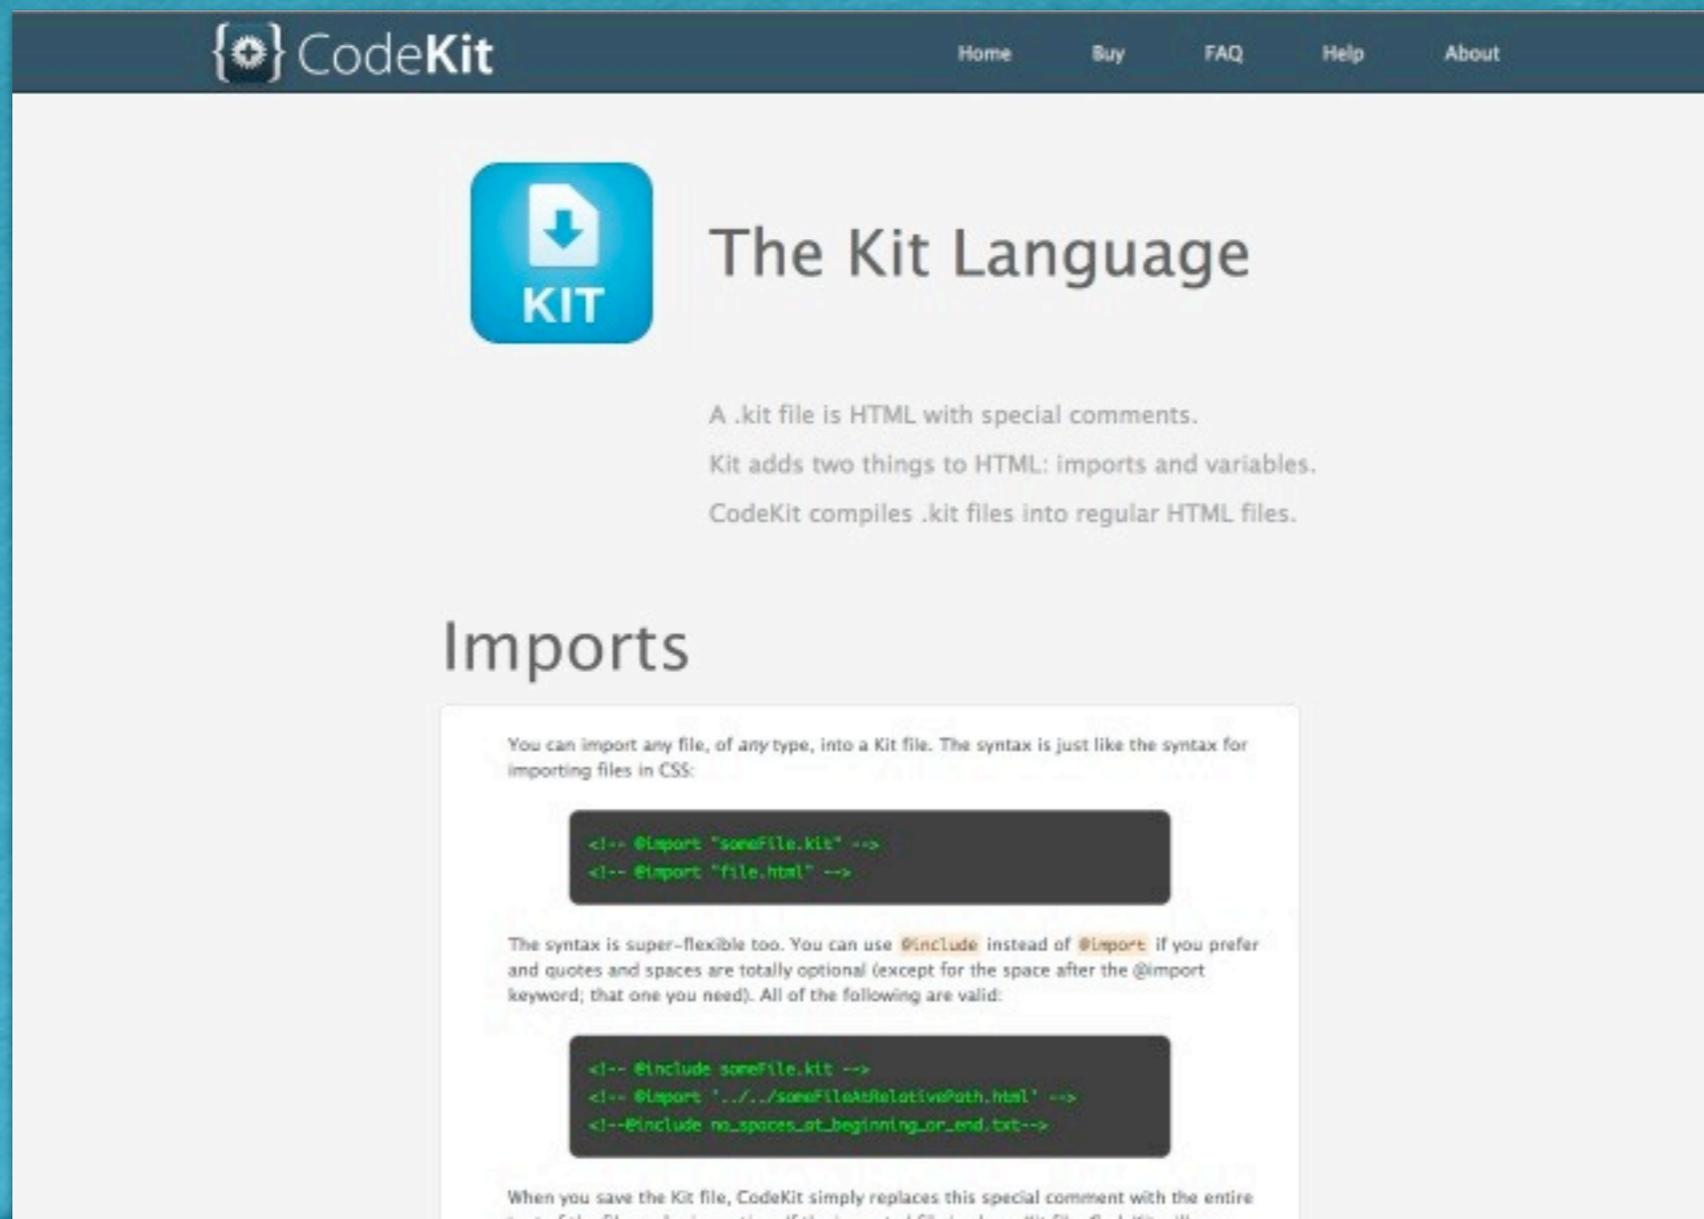 { } CodeKit
Home Buy FAQ Help About
KIT
The Kit Language
A .kit file is HTML with special comments.
Kit adds two things to HTML: imports and variables.
CodeKit compiles .kit files into regular HTML files.
Imports
You can import any file, of any type, into a Kit file. The syntax is just like the syntax for
importing files in CSS:
<!-- @import "someFile.kit" -->
<!-- @import "file.html" -->
The syntax is super-flexible too. You can use @include instead of @import if you prefer
and quotes and spaces are totally optional (except for the space after the @import
keyword; that one you need). All of the following are valid:
<!-- @include someFile.kit -->
<!-- @import '../../someFileAtRelativePath.html' -->
<!--@include no_spaces_at_beginning_or_end.txt-->
When you save the Kit file, CodeKit simply replaces this special comment with the entire